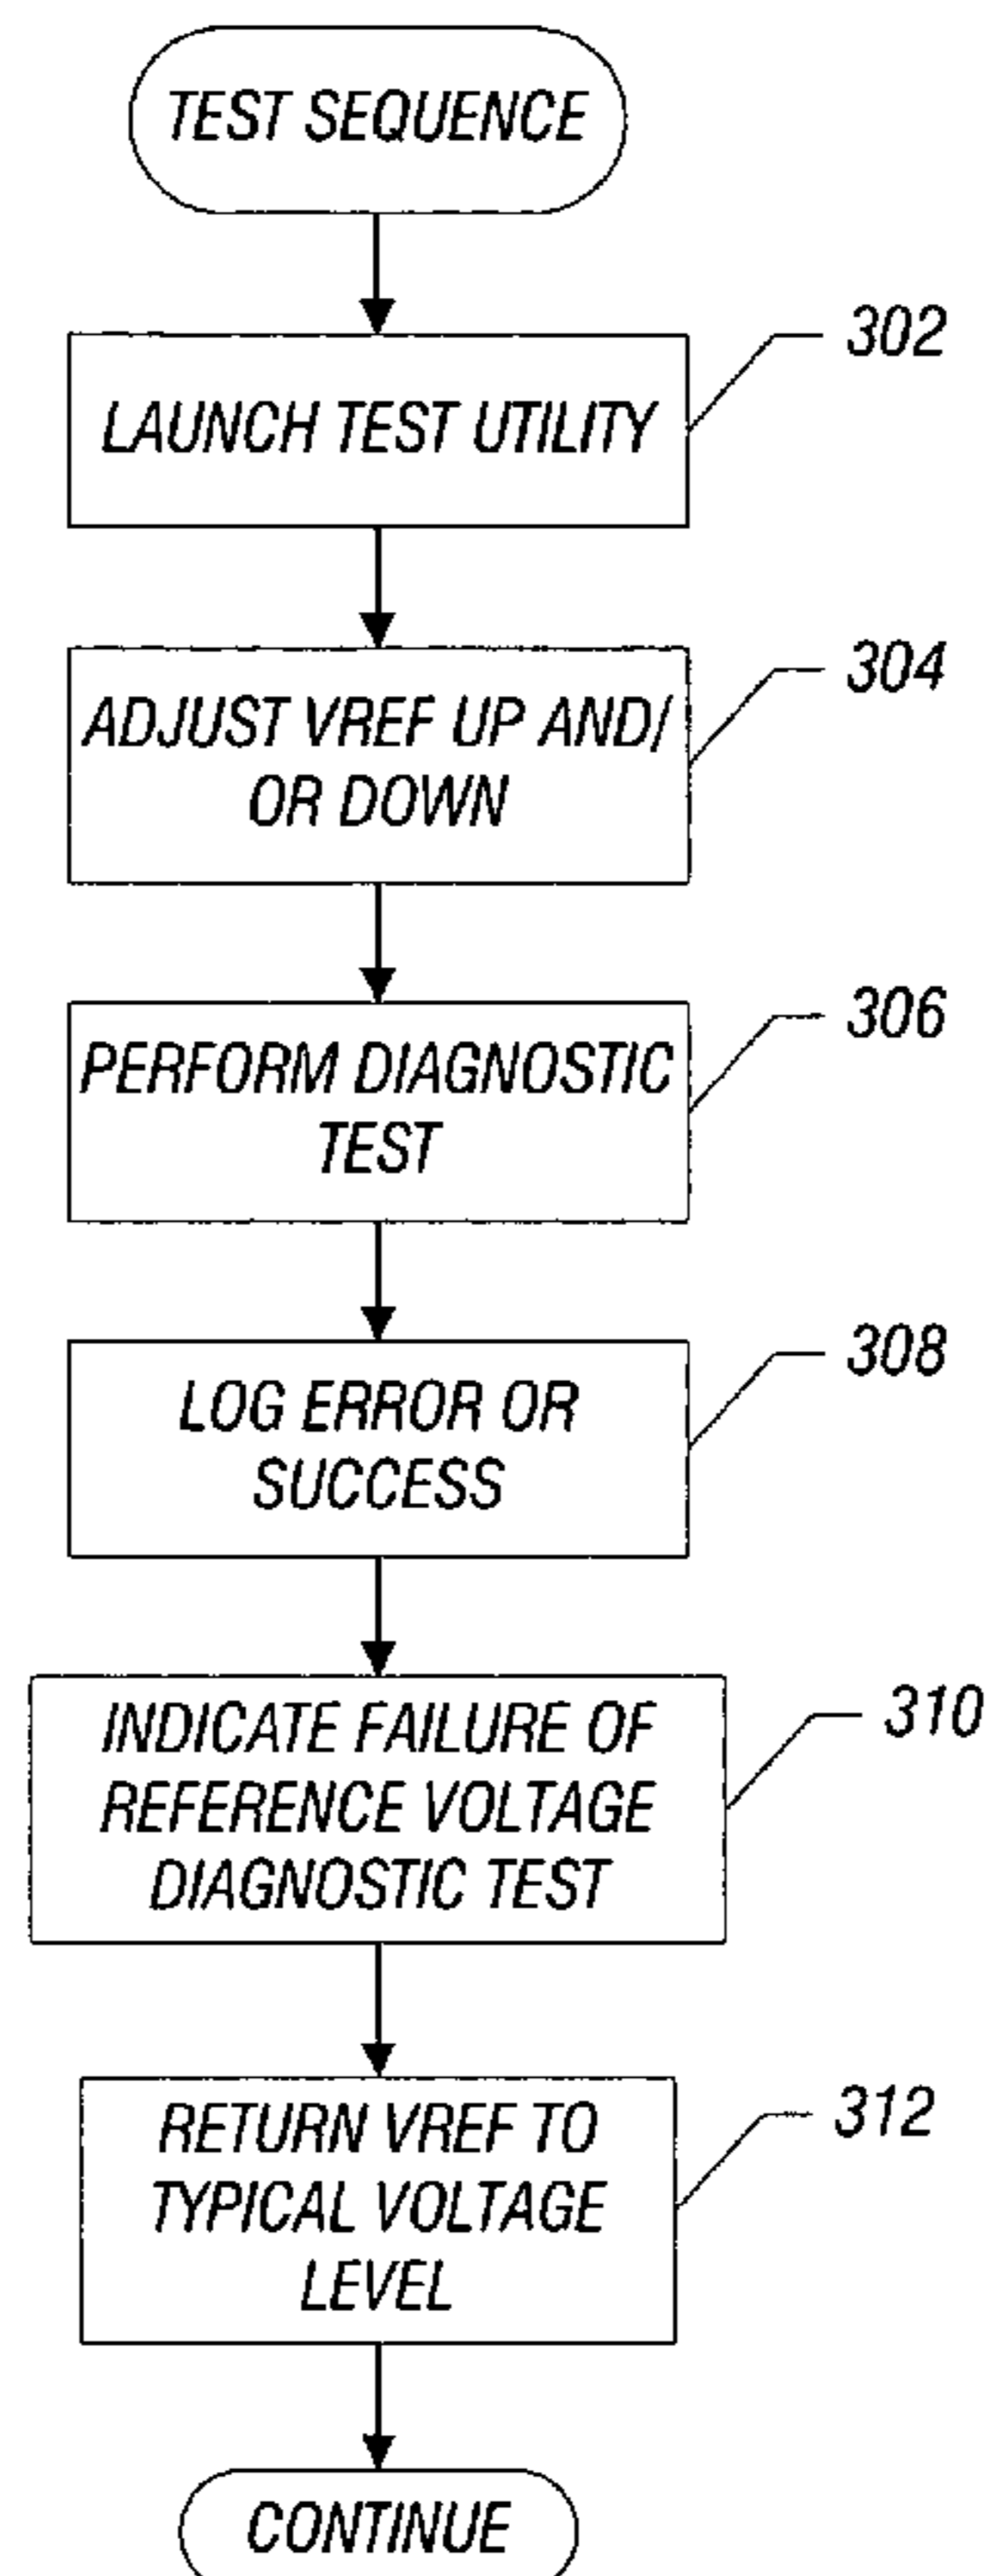 TEST SEQUENCE
302
LAUNCH TEST UTILITY
304
ADJUST VREF UP AND/
OR DOWN
306
PERFORM DIAGNOSTIC
TEST
308
LOG ERROR OR
SUCCESS
310
INDICATE FAILURE OF
REFERENCE VOLTAGE
DIAGNOSTIC TEST
312
RETURN VREF TO
TYPICAL VOLTAGE
LEVEL
CONTINUE